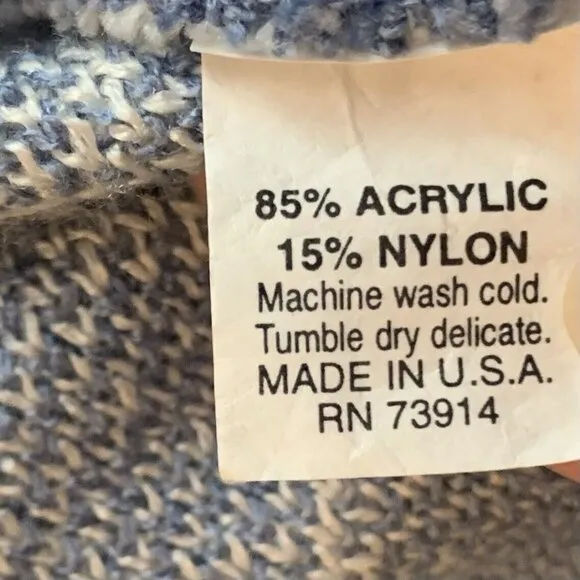 85% ACRYLIC
15% NYLON
Machine wash cold.
Tumble dry delicate.
MADE IN U.S.A.
RN 73914